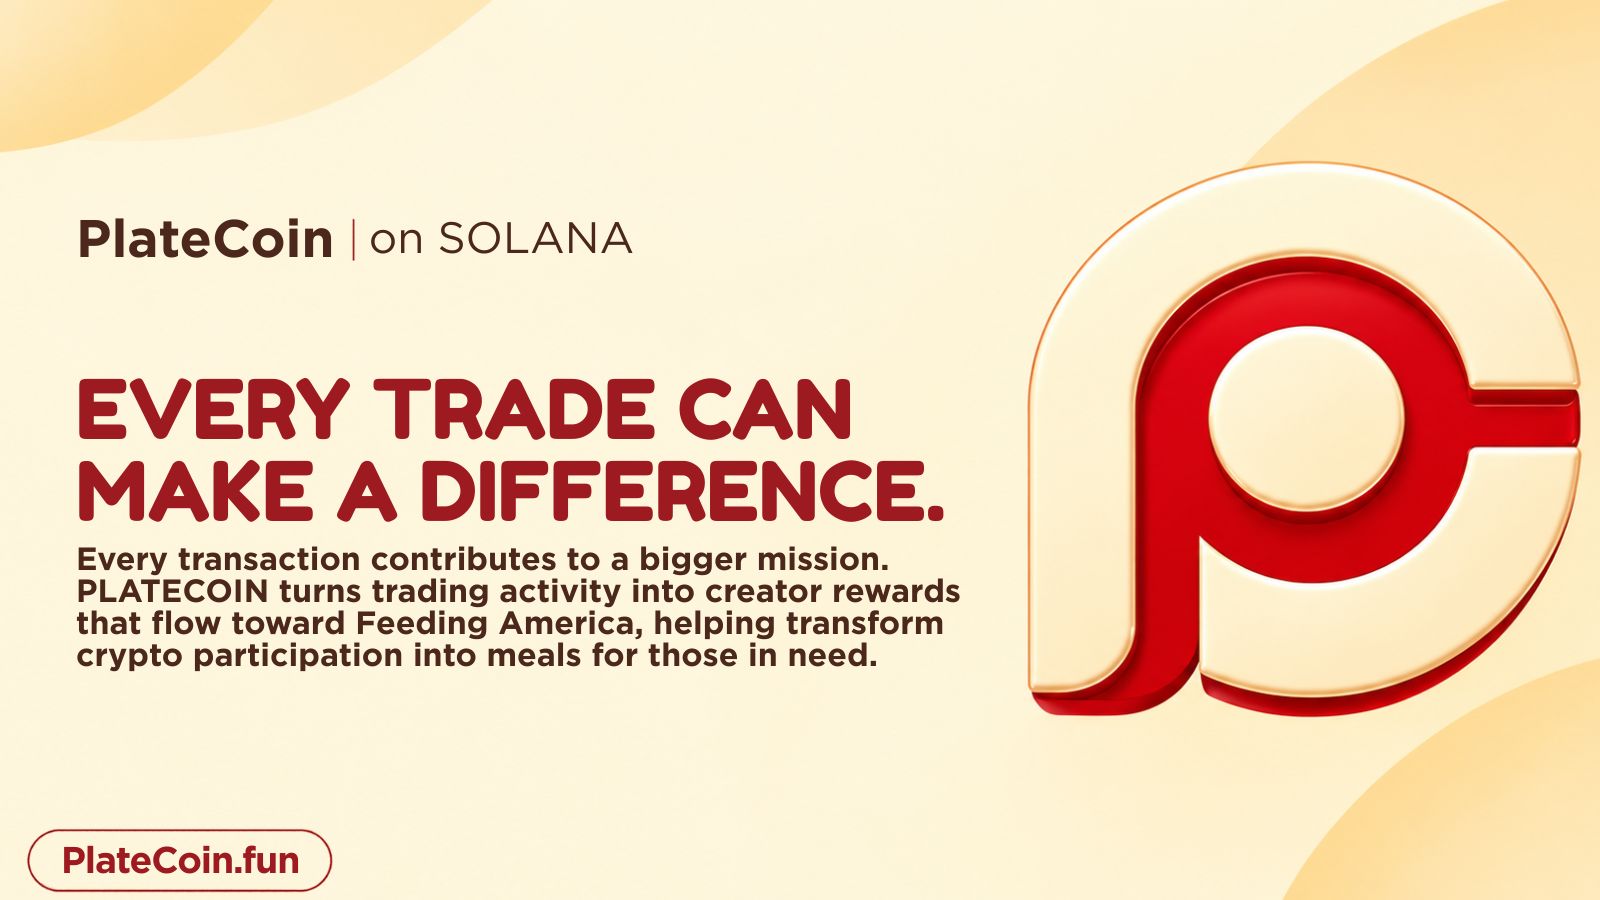 PlateCoin | on SOLANA
EVERY TRADE CAN
MAKE A DIFFERENCE.
Every transaction contributes to a bigger mission.
PLATECOIN turns trading activity into creator rewards
that flow toward Feeding America, helping transform
crypto participation into meals for those in need.
PlateCoin.fun